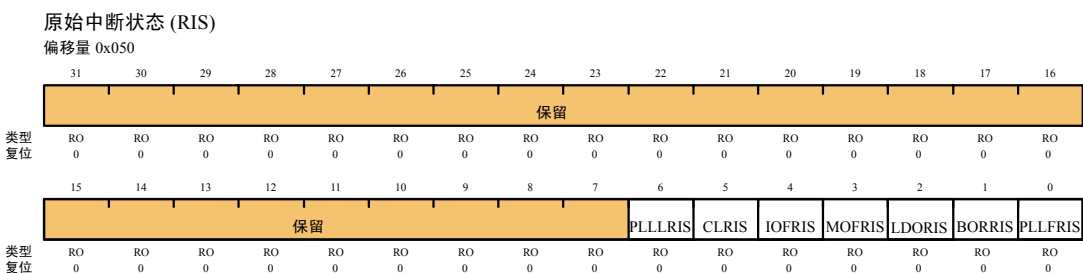 原始中断状态 (RIS)
偏移量 0x050
31 30 29 28 27 26 25 24 23 22 21 20 19 18 17 16
保留
类型 RO RO RO RO RO RO RO RO RO RO RO RO RO RO RO RO
复位 0 0 0 0 0 0 0 0 0 0 0 0 0 0 0 0
15 14 13 12 11 10 9 8 7 6 5 4 3 2 1 0
保留 PLLLRIS CLRIS IOFRIS MOFRIS LDORIS BORRIS PLLFRIS
类型 RO RO RO RO RO RO RO RO RO RO RO RO RO RO RO RO
复位 0 0 0 0 0 0 0 0 0 0 0 0 0 0 0 0